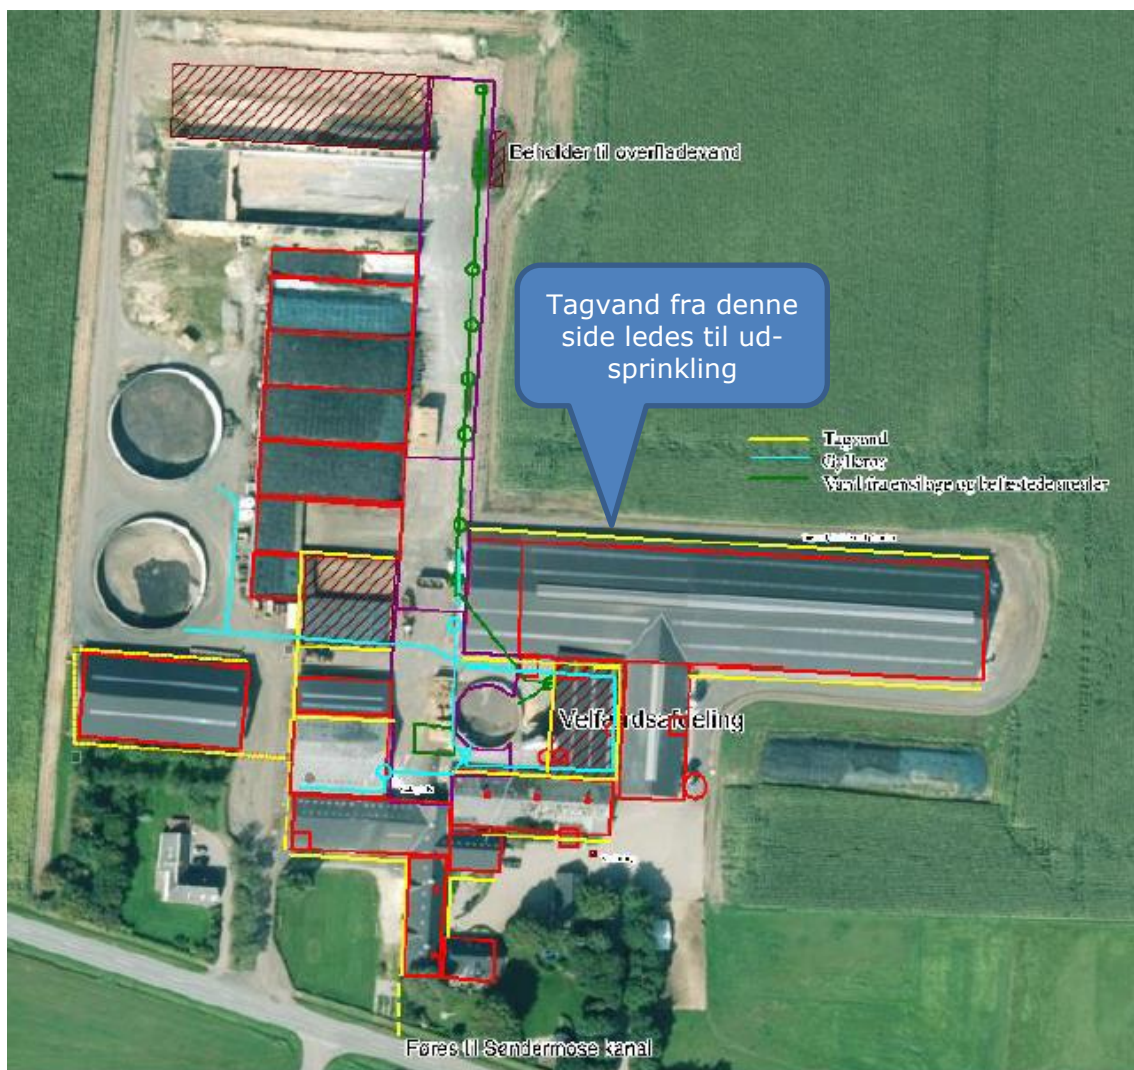 Beholder til overfladevand
Tagvand fra denne
side ledes til ud-
sprinkling
Tagvand
Gyllerør
Vand fra ensilage og befæstede arealer
Velfærdsafdeling
Føres til Søndermose kanal